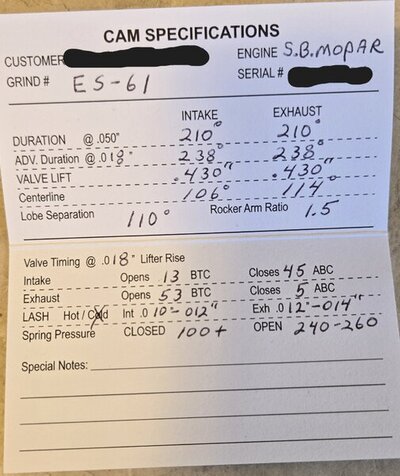 CAM SPECIFICATIONS
CUSTOMER ENGINE S.B. MOPAR
GRIND # ES-61 SERIAL #
INTAKE EXHAUST
DURATION @ .050" 210° 210°
ADV. Duration @ .018" 238° 238°
VALVE LIFT .430" .430"
Centerline 106° 114°
Lobe Separation 110° Rocker Arm Ratio 1.5
Valve Timing @ .018" Lifter Rise
Intake Opens 13 BTC Closes 45 ABC
Exhaust Opens 53 BTC Closes 5 ABC
LASH Hot / Cold Int .010"-012" Exh .012"-014"
Spring Pressure CLOSED 100+ OPEN 240-260
Special Notes: